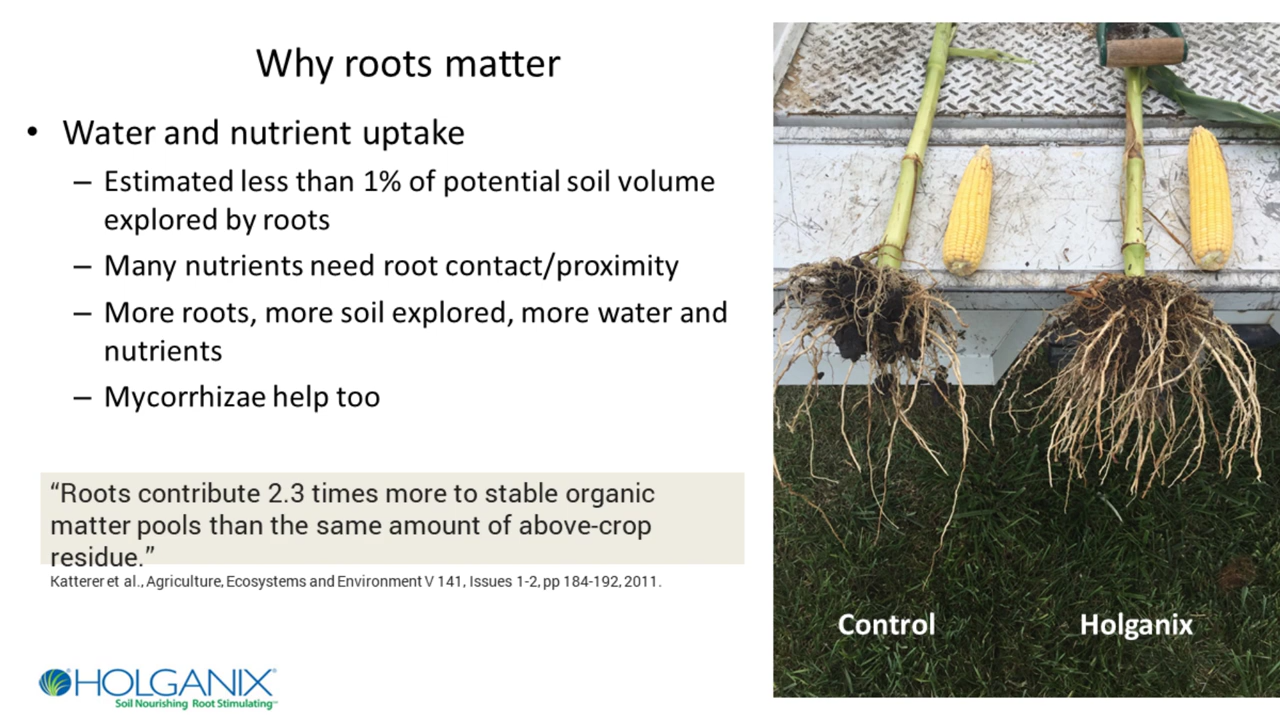 Why roots matter
• Water and nutrient uptake
– Estimated less than 1% of potential soil volume
explored by roots
– Many nutrients need root contact/proximity
– More roots, more soil explored, more water and
nutrients
– Mycorrhizae help too
“Roots contribute 2.3 times more to stable organic
matter pools than the same amount of above-crop
residue.”
Katterer et al., Agriculture, Ecosystems and Environment V 141, Issues 1-2, pp 184-192, 2011.
Control
Holganix
HOLGANIX®
Soil Nourishing Root Stimulating™